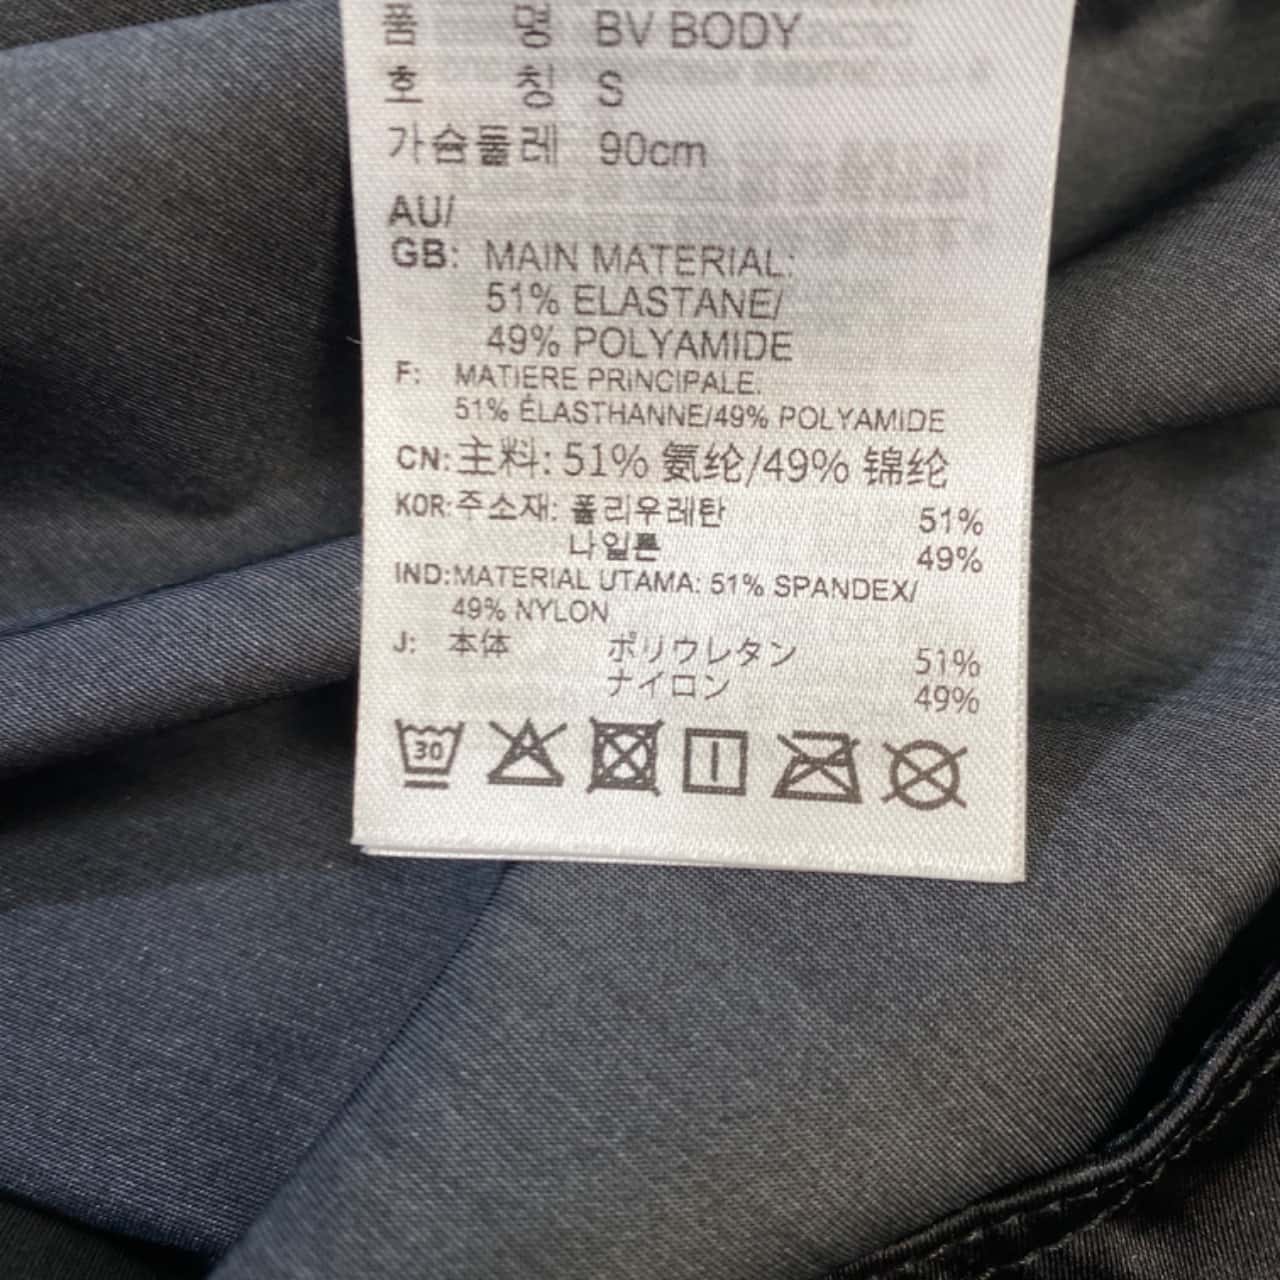 품 명 BV BODY
호 칭 S
가슴둘레 90cm
AU/
GB: MAIN MATERIAL:
51% ELASTANE/
49% POLYAMIDE
F: MATIERE PRINCIPALE:
51% ÉLASTHANNE/49% POLYAMIDE
CN:主料: 51% 氨纶/49% 锦纶
KOR:주소재: 폴리우레탄 51%
나일론 49%
IND:MATERIAL UTAMA: 51% SPANDEX/
49% NYLON
J: 本体 ポリウレタン 51%
ナイロン 49%
30